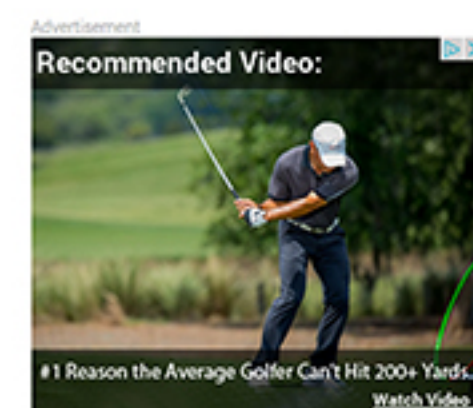 Advertisement
Recommended Video:
#1 Reason the Average Golfer Can't Hit 200+ Yards..
Watch Video